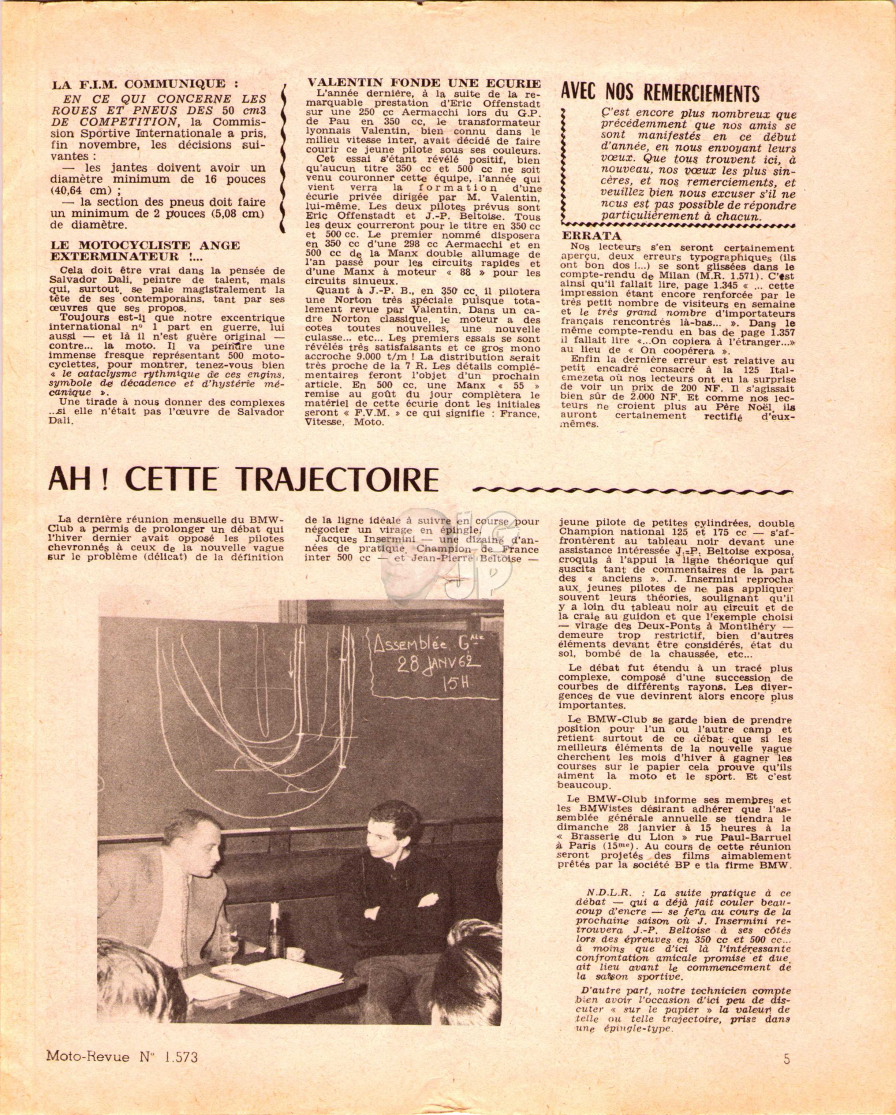 LA F.I.M. COMMUNIQUE :
EN CE QUI CONCERNE LES
ROUES ET PNEUS DES 50 cm3
DE COMPETITION, la Commis-
sion Sportive Internationale a pris,
fin novembre, les décisions sui-
vantes :
— les jantes doivent avoir un
diamètre minimum de 16 pouces
(40,64 cm) ;
— la section des pneus doit faire
un minimum de 2 pouces (5,08 cm)
de diamètre.
LE MOTOCYCLISTE ANGE
EXTERMINATEUR !...
Cela doit être vrai dans la pensée de
Salvador Dali, peintre de talent, mais
qui, surtout, se paie magistralement la
tête de ses contemporains, tant par ses
œuvres que ses propos.
Toujours est-il que notre excentrique
international n° 1 part en guerre, lui
aussi — et là il n'est guère original —
contre... la moto. Il va peindre une
immense fresque représentant 500 moto-
cyclettes, pour montrer, tenez-vous bien
« le cataclysme rythmique de ces engins,
symbole de décadence et d'hystérie mé-
canique ».
Une tirade à nous donner des complexes
...si elle n'était pas l'œuvre de Salvador
Dali.
VALENTIN FONDE UNE ECURIE
L'année dernière, à la suite de la re-
marquable prestation d'Eric Offenstadt
sur une 250 cc Aermacchi lors du G.P.
de Pau en 350 cc, le transformateur
lyonnais Valentin, bien connu dans le
milieu vitesse inter, avait décidé de faire
courir ce jeune pilote sous ses couleurs.
Cet essai s'étant révélé positif, bien
qu'aucun titre 350 cc et 500 cc ne soit
venu couronner cette équipe, l'année qui
vient verra la formation d'une
écurie privée dirigée par M. Valentin,
lui-même. Les deux pilotes prévus sont
Eric Offenstadt et J.-P. Beltoise. Tous
les deux courreront pour le titre en 350 cc
et 500 cc. Le premier nommé disposera
en 350 cc d'une 298 cc Aermacchi et en
500 cc de la Manx double allumage de
l'an passé pour les circuits rapides et
d'une Manx à moteur « 88 » pour les
circuits sinueux.
Quant à J.-P. B., en 350 cc, il pilotera
une Norton très spéciale puisque tota-
lement revue par Valentin. Dans un ca-
dre Norton classique, le moteur a des
cotes toutes nouvelles, une nouvelle
culasse... etc... Les premiers essais se sont
révélés très satisfaisants et ce gros mono
accroche 9.000 t/m ! La distribution serait
très proche de la 7 R. Les détails complé-
mentaires feront l'objet d'un prochain
article. En 500 cc, une Manx « 55 »
remise au goût du jour complètera le
matériel de cette écurie dont les initiales
seront « F.V.M. » ce qui signifie : France,
Vitesse, Moto.
AVEC NOS REMERCIEMENTS
C'est encore plus nombreux que
précédemment que nos amis se
sont manifestés en ce début
d'année, en nous envoyant leurs
vœux. Que tous trouvent ici, à
nouveau, nos vœux les plus sin-
cères, et nos remerciements, et
veuillez bien nous excuser s'il ne
nous est pas possible de répondre
particulièrement à chacun.
ERRATA
Nos lecteurs s'en seront certainement
aperçu, deux erreurs typographiques (ils
ont bon dos !...) se sont glissées dans le
compte-rendu de Milan (M.R. 1.571). C'est
ainsi qu'il fallait lire, page 1.345 « ... cette
impression étant encore renforcée par le
très petit nombre de visiteurs en semaine
et le très grand nombre d'importateurs
français rencontrés là-bas... ». Dans le
même compte-rendu en bas de page 1.357
il fallait lire «...On copiera à l'étranger...»
au lieu de « On coopérera ».
Enfin la dernière erreur est relative au
petit encadré consacré à la 125 Ital-
emezeta où nos lecteurs ont eu la surprise
de voir un prix de 200 NF. Il s'agissait
bien sûr de 2.000 NF. Et comme nos lec-
teurs ne croient plus au Père Noël, ils
auront certainement rectifié d'eux-
mêmes.
AH ! CETTE TRAJECTOIRE
La dernière réunion mensuelle du BMW-
Club a permis de prolonger un débat qui
l'hiver dernier avait opposé les pilotes
chevronnés à ceux de la nouvelle vague
sur le problème (délicat) de la définition
de la ligne idéale à suivre en course pour
négocier un virage en épingle.
Jacques Insermini — une dizaine d'an-
nées de pratique, Champion de France
inter 500 cc — et Jean-Pierre Beltoise —
jeune pilote de petites cylindrées, double
Champion national 125 et 175 cc — s'af-
frontèrent au tableau noir devant une
assistance intéressée J.-P. Beltoise exposa,
croquis à l'appui la ligne théorique qui
suscita tant de commentaires de la part
des « anciens ». J. Insermini reprocha
aux jeunes pilotes de ne pas appliquer
souvent leurs théories, soulignant qu'il
y a loin du tableau noir au circuit et de
la craie au guidon et que l'exemple choisi
— virage des Deux-Ponts à Montlhéry —
demeure trop restrictif, bien d'autres
éléments devant être considérés, état du
sol, bombé de la chaussée, etc...
Le débat fut étendu à un tracé plus
complexe, composé d'une succession de
courbes de différents rayons. Les diver-
gences de vue devinrent alors encore plus
importantes.
Le BMW-Club se garde bien de prendre
position pour l'un ou l'autre camp et
retient surtout de ce débat que si les
meilleurs éléments de la nouvelle vague
cherchent les mois d'hiver à gagner les
courses sur le papier cela prouve qu'ils
aiment la moto et le sport. Et c'est
beaucoup.
Le BMW-Club informe ses membres et
les BMWistes désirant adhérer que l'as-
semblée générale annuelle se tiendra le
dimanche 28 janvier à 15 heures à la
« Brasserie du Lion » rue Paul-Barruel
à Paris (15me). Au cours de cette réunion
seront projetés des films aimablement
prêtés par la société BP e tla firme BMW.
N.D.L.R. : La suite pratique à ce
débat — qui a déjà fait couler beau-
coup d'encre — se fera au cours de la
prochaine saison où J. Insermini re-
trouvera J.-P. Beltoise à ses côtés
lors des épreuves en 350 cc et 500 cc...
à moins que d'ici là l'intéressante
confrontation amicale promise et due
ait lieu avant le commencement de
la saison sportive.
D'autre part, notre technicien compte
bien avoir l'occasion d'ici peu de dis-
cuter « sur le papier » la valeur de
telle ou telle trajectoire, prise dans
une épingle-type.
Assemblée Gale
28 JANV 62
15H
Moto-Revue N° 1.573
5